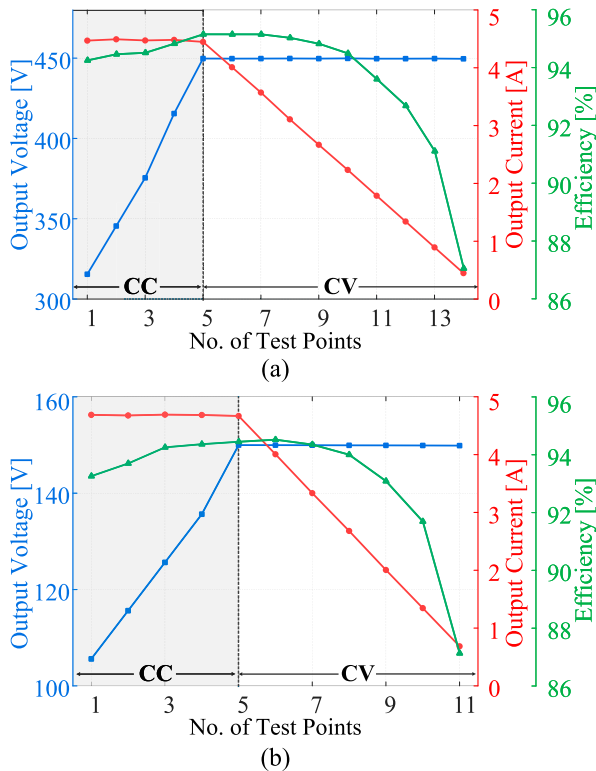 Output Voltage [V]
450
400
350
300
5
4
3
2
1
0
Output Current [A]
96
94
92
90
88
86
Efficiency [%]
CC
CV
1 3 5 7 9 11 13
No. of Test Points
(a)
Output Voltage [V]
160
140
120
100
5
4
3
2
1
0
Output Current [A]
96
94
92
90
88
86
Efficiency [%]
CC
CV
1 3 5 7 9 11
No. of Test Points
(b)